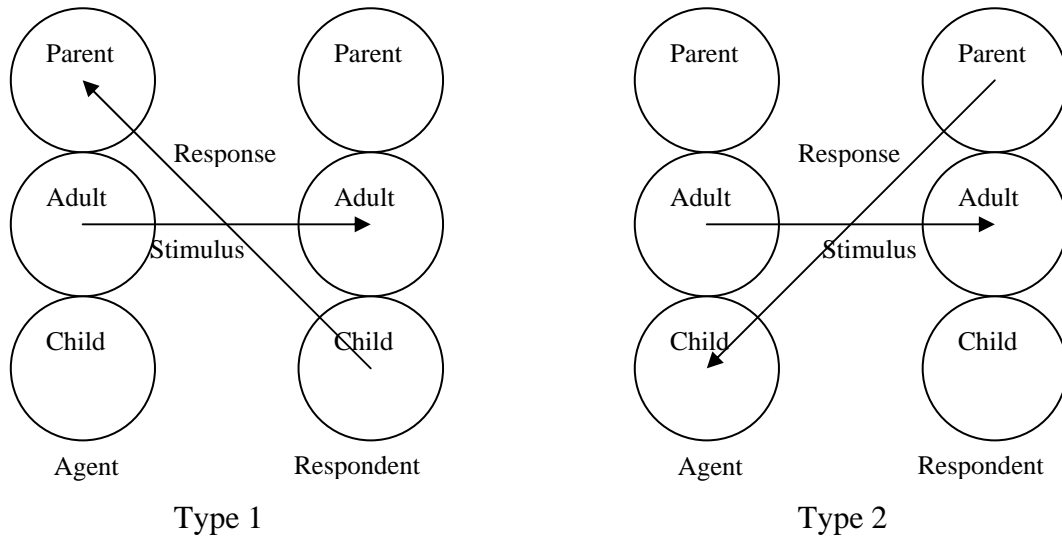 Parent Parent Parent Parent
Response Response
Adult Adult Adult Adult
Stimulus Stimulus
Child Child Child Child
Agent Respondent Agent Respondent
Type 1 Type 2